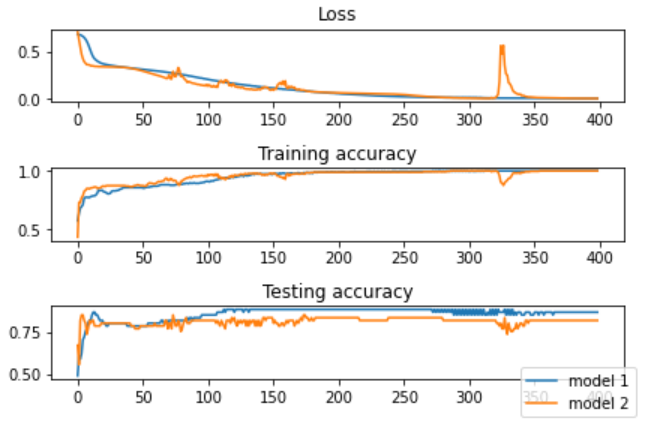 Loss
0.5
0.0
0 50 100 150 200 250 300 350 400
Training accuracy
1.0
0.5
0 50 100 150 200 250 300 350 400
Testing accuracy
0.75
0.50
0 50 100 150 200 250 300 350 400
model 1
model 2